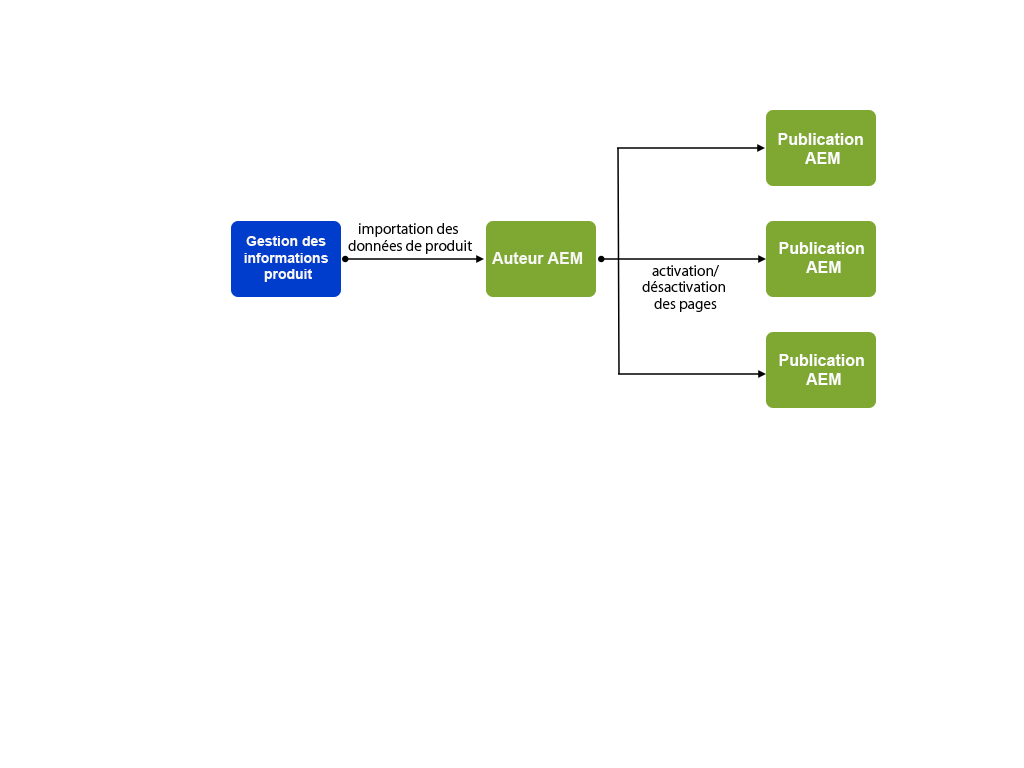 Gestion des
informations
produit
importation des
données de produit
Auteur AEM
activation/
désactivation
des pages
Publication
AEM
Publication
AEM
Publication
AEM